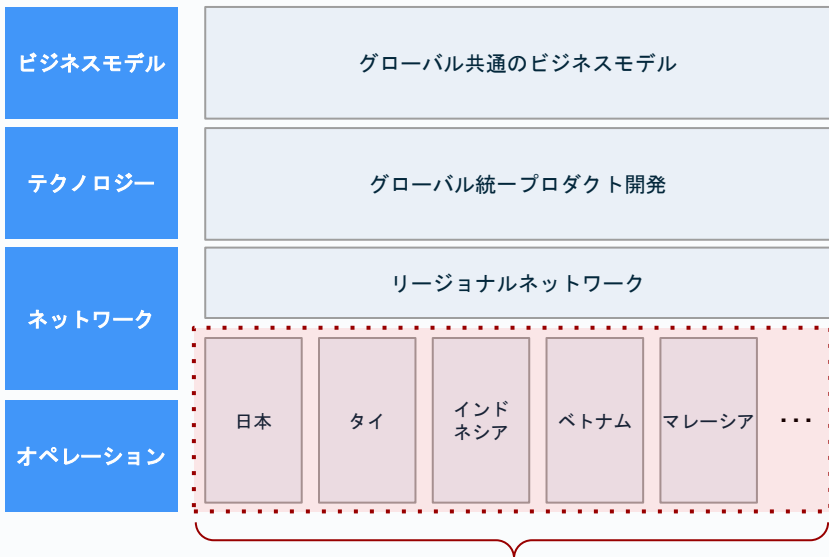 ビジネスモデル
グローバル共通のビジネスモデル
テクノロジー
グローバル統一プロダクト開発
ネットワーク
リージョナルネットワーク
オペレーション
日本
タイ
インド
ネシア
ベトナム
マレーシア
･･･